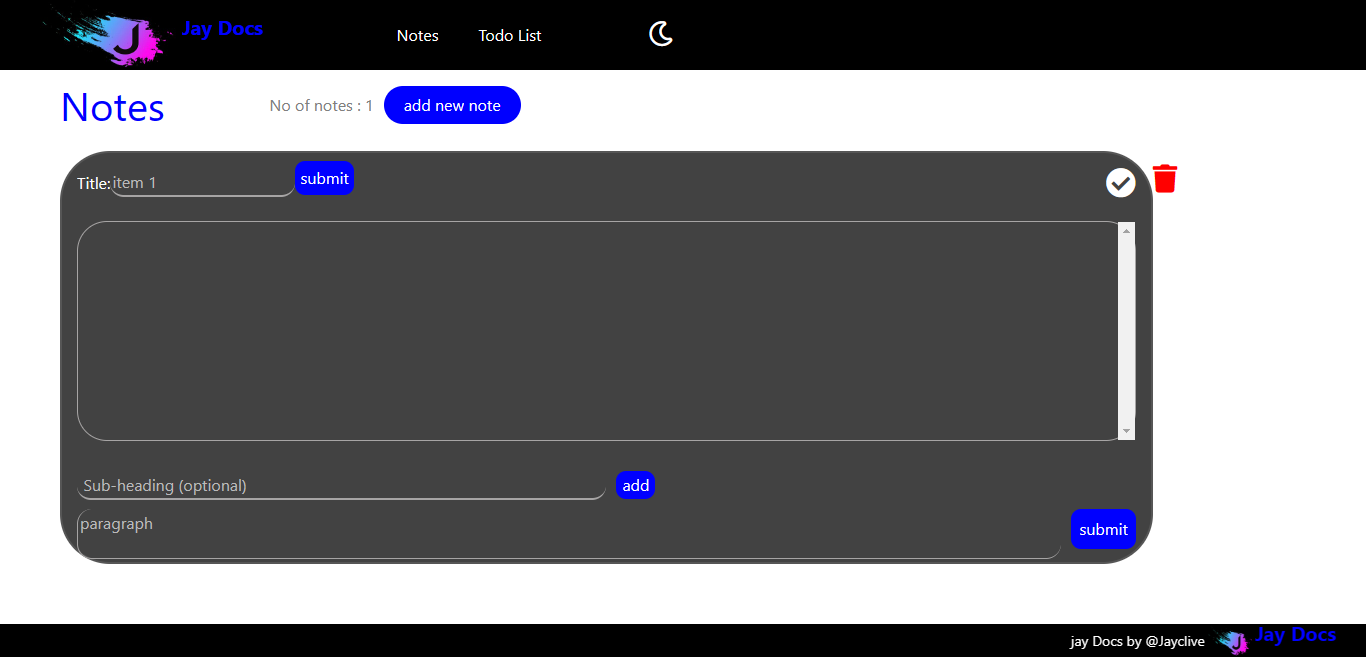 J Jay Docs Notes Todo List
Notes No of notes : 1 add new note
Title: item 1 submit
Sub-heading (optional) add
paragraph submit
jay Docs by @Jayclive J Jay Docs